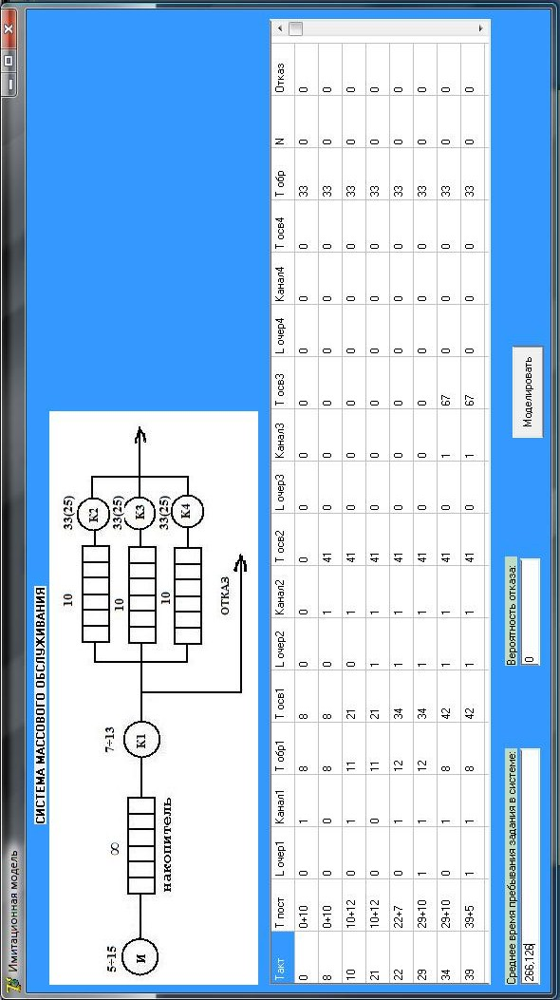 Имитационная модель
СИСТЕМА МАССОВОГО ОБСЛУЖИВАНИЯ
5÷15
И
∞
накопитель
7÷13
К1
10
33(25)
К2
10
33(25)
К3
10
33(25)
К4
ОТКАЗ
Т акт Т пост L очер1 Канал1 Т обр1 Т осв1 L очер2 Канал2 Т осв2 L очер3 Канал3 Т осв3 L очер4 Канал4 Т осв4 Т обр N Отказ
0 0+10 0 1 8 8 0 0 0 0 0 0 0 0 0 33 0 0
8 0+10 0 0 8 8 0 1 41 0 0 0 0 0 0 33 0 0
10 10+12 0 1 11 21 0 1 41 0 0 0 0 0 0 33 0 0
21 10+12 0 0 11 21 1 1 41 0 0 0 0 0 0 33 0 0
22 22+7 0 1 12 34 1 1 41 0 0 0 0 0 0 33 0 0
29 29+10 1 1 12 34 1 1 41 0 0 0 0 0 0 33 0 0
34 29+10 0 1 8 42 1 1 41 0 1 67 0 0 0 33 0 0
39 39+5 1 1 8 42 1 1 41 0 1 67 0 0 0 33 0 0
Среднее время пребывания задания в системе:
266,126
Вероятность отказа:
0
Моделировать